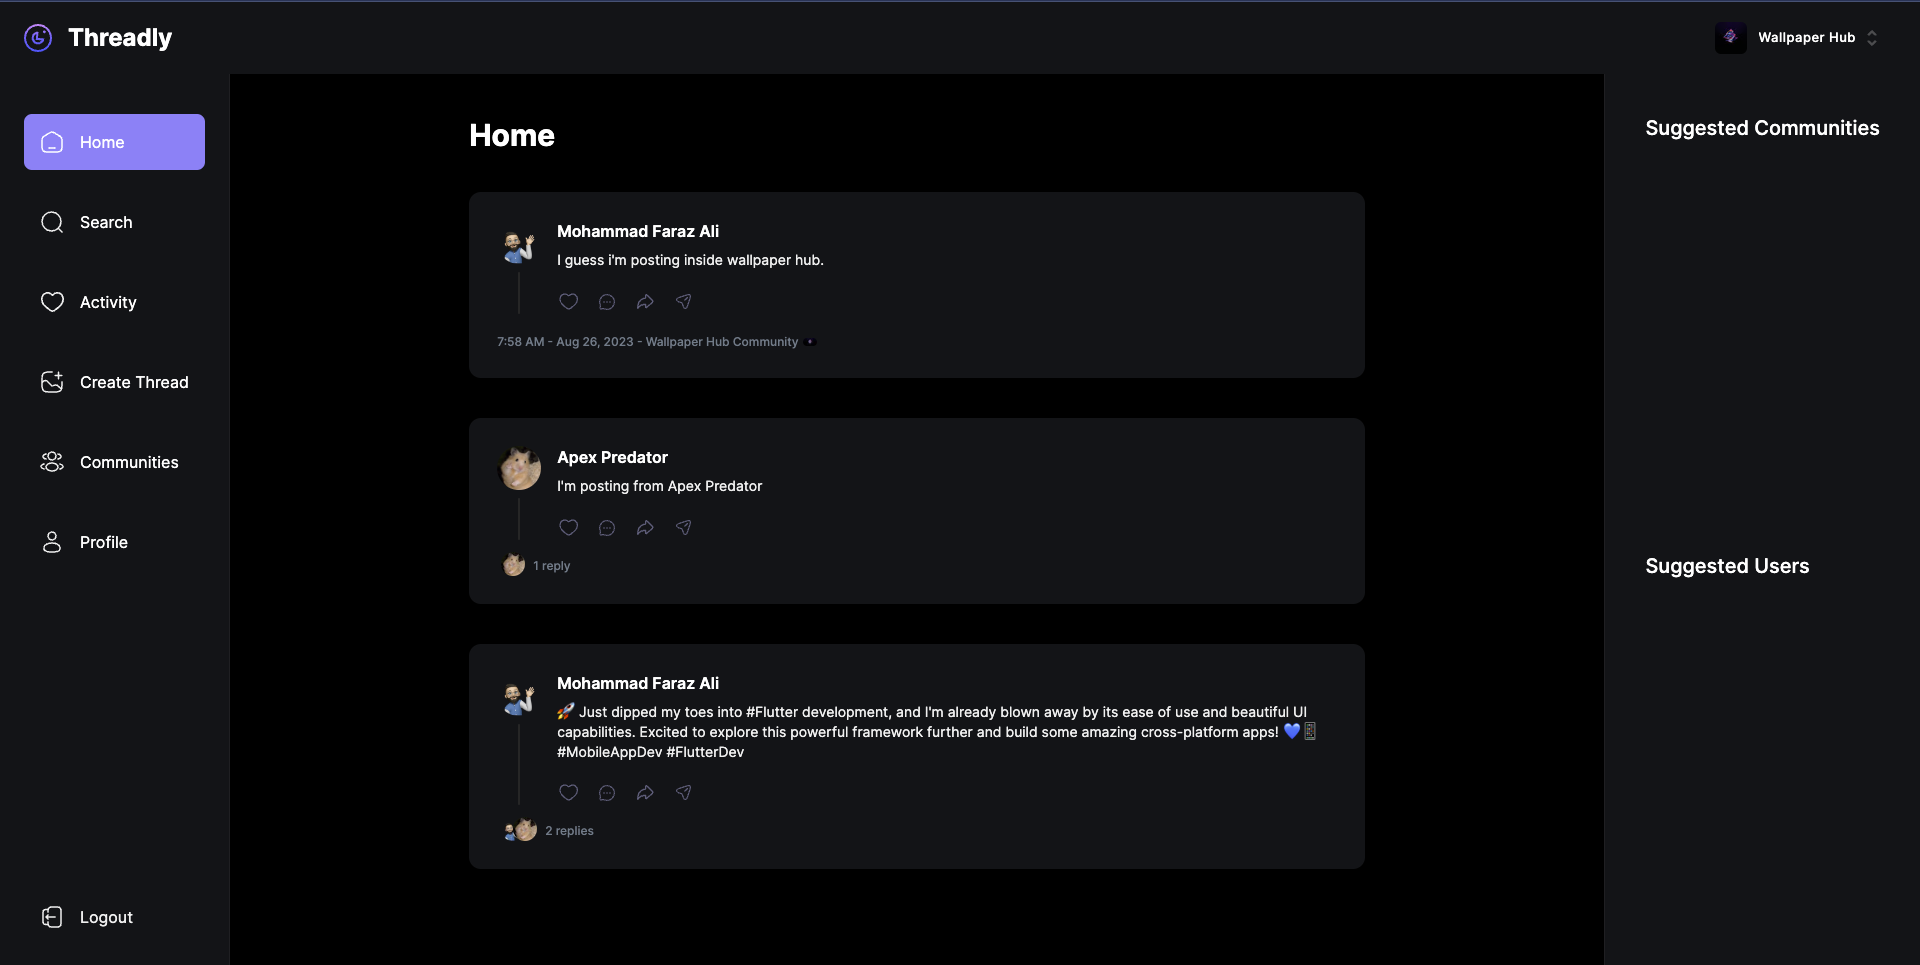 Threadly
Wallpaper Hub
Home
Search
Activity
Create Thread
Communities
Profile
Logout
Home
Mohammad Faraz Ali
I guess i'm posting inside wallpaper hub.
7:58 AM - Aug 26, 2023 - Wallpaper Hub Community
Apex Predator
I'm posting from Apex Predator
1 reply
Mohammad Faraz Ali
🚀 Just dipped my toes into #Flutter development, and I'm already blown away by its ease of use and beautiful UI
capabilities. Excited to explore this powerful framework further and build some amazing cross-platform apps! 💙
#MobileAppDev #FlutterDev
2 replies
Suggested Communities
Suggested Users